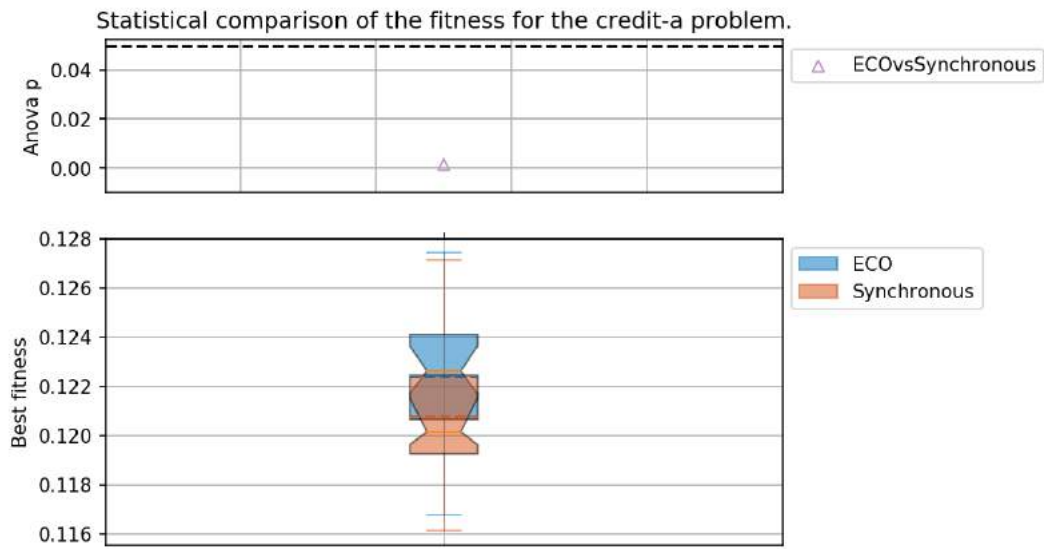 Statistical comparison of the fitness for the credit-a problem.
Anova p
0.04
0.02
0.00
ECOvsSynchronous
Best fitness
0.128
0.126
0.124
0.122
0.120
0.118
0.116
ECO
Synchronous